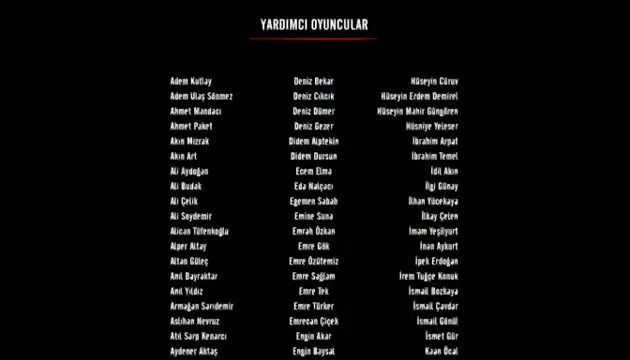 YARDIMCI OYUNCULAR
Adem Kutlay Deniz Bekar Hüseyin Cüruv
Adem Ulaş Sönmez Deniz Cıkcık Hüseyin Erdem Demirel
Ahmet Mandacı Deniz Dümer Hüseyin Mahir Güngören
Ahmet Paket Deniz Gezer Hüsniye Yeleser
Akın Mızrak Didem Alptekin İbrahim Arpat
Akın Art Didem Dursun İbrahim Temel
Ali Aydoğan Ecem Elma İdil Akın
Ali Budak Eda Nalçacı İlgi Günay
Ali Çelik Egemen Sabah İlhan Yücekaya
Ali Soydemir Emine Suna İlkay Çelen
Alican Tüfenkoğlu Emrah Özkan İmam Yeşilyurt
Alper Altay Emre Gök İnan Aykurt
Altan Güleç Emre Özütemiz İpek Erdoğan
Anıl Bayraktar Emre Sağlam İrem Tuğçe Konuk
Anıl Yıldız Emre Tek İsmail Bozkaya
Armağan Sarıdemir Emre Türker İsmail Çavdar
Aslıhan Nevruz Emrecan Çiçek İsmail Gönül
Atıl Sarp Kenarcı Engin Akar İsmet Gür
Aydener Aktaş Engin Baysal Kaan Öcal